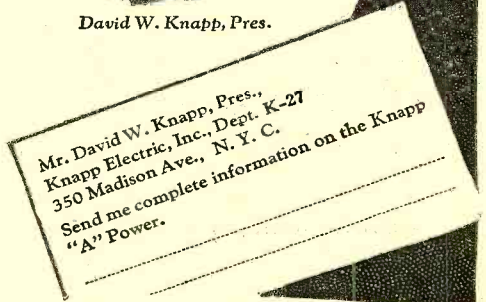 David W. Knapp, Pres.
Mr. David W. Knapp, Pres.,
Knapp Electric, Inc., Dept. K-27
350 Madison Ave., N. Y. C.
Send me complete information on the Knapp
"A" Power.